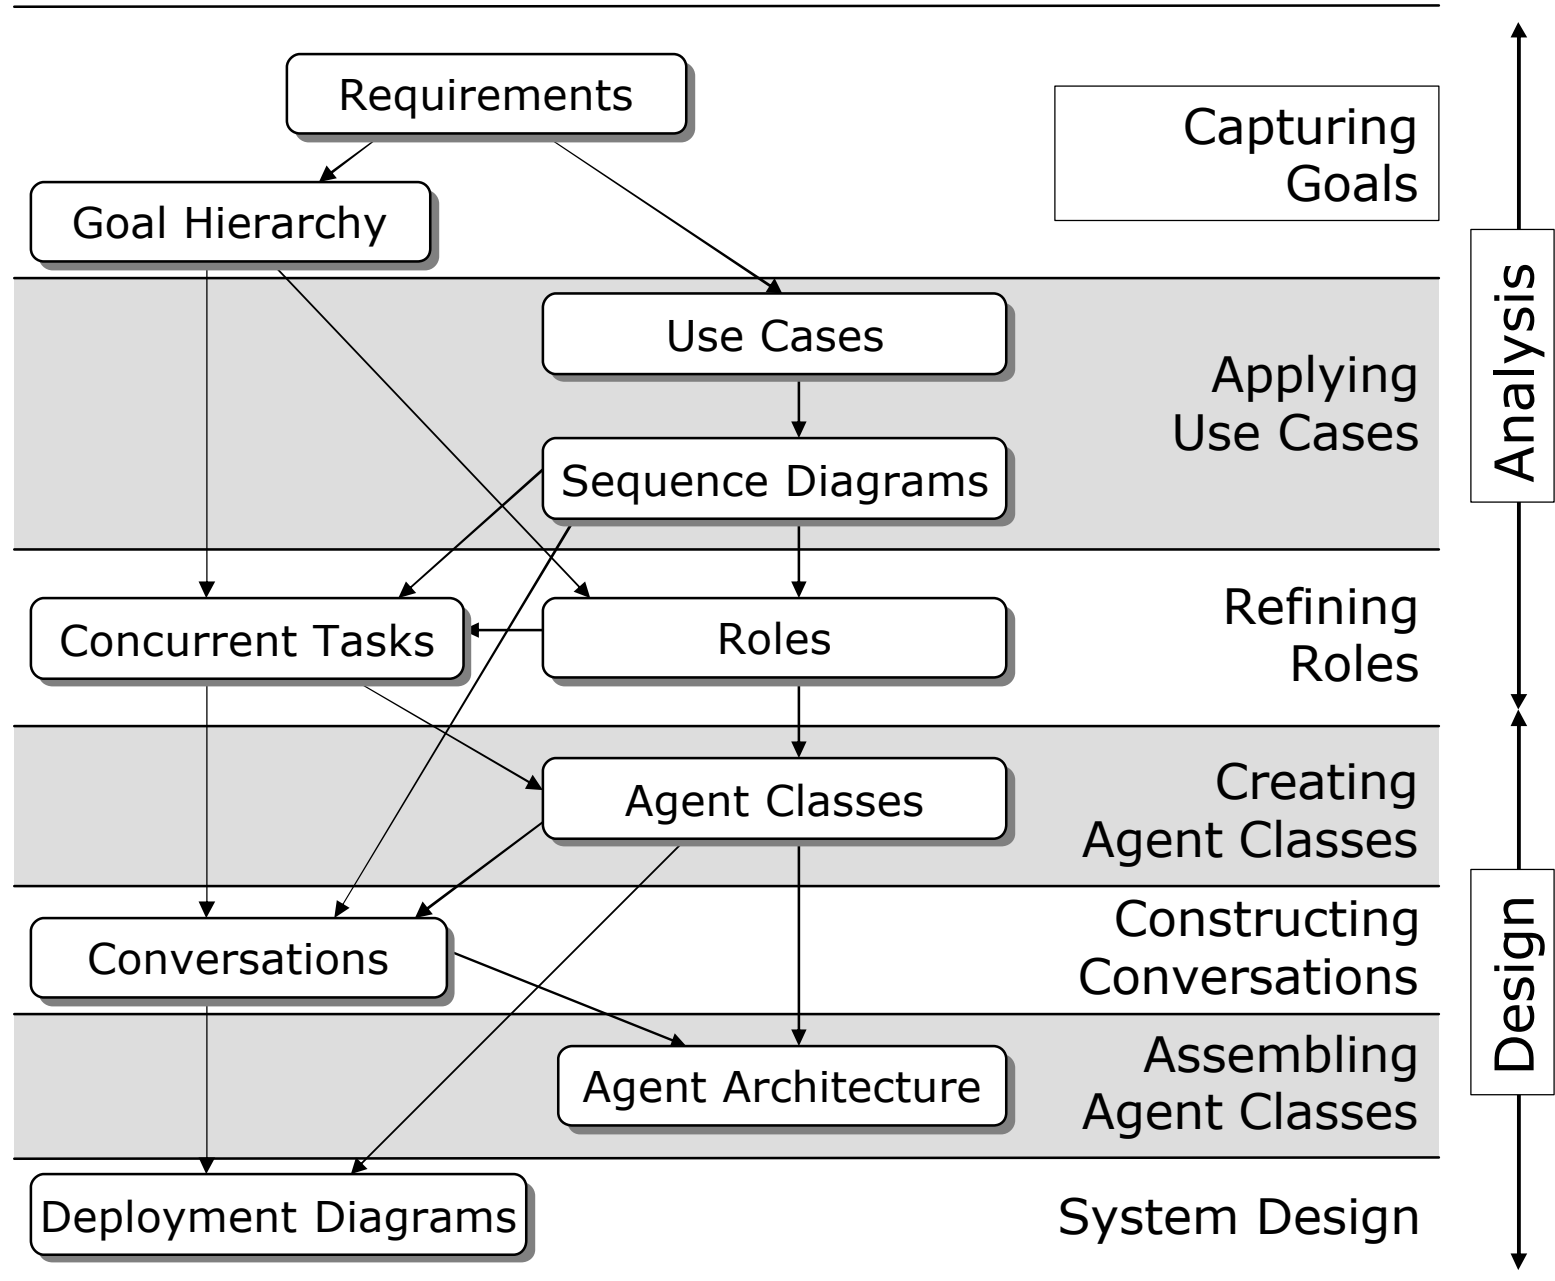 Requirements
Capturing
Goals
Goal Hierarchy
Use Cases
Applying
Use Cases
Sequence Diagrams
Analysis
Concurrent Tasks
Roles
Refining
Roles
Agent Classes
Creating
Agent Classes
Conversations
Constructing
Conversations
Design
Agent Architecture
Assembling
Agent Classes
Deployment Diagrams
System Design